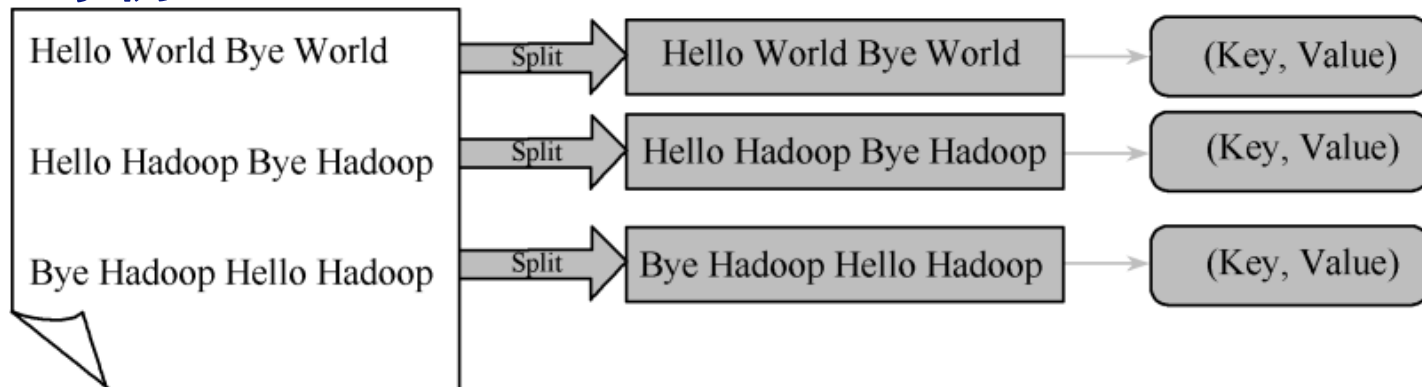 Hello World Bye World Split Hello World Bye World (Key, Value)
Hello Hadoop Bye Hadoop Split Hello Hadoop Bye Hadoop (Key, Value)
Bye Hadoop Hello Hadoop Split Bye Hadoop Hello Hadoop (Key, Value)